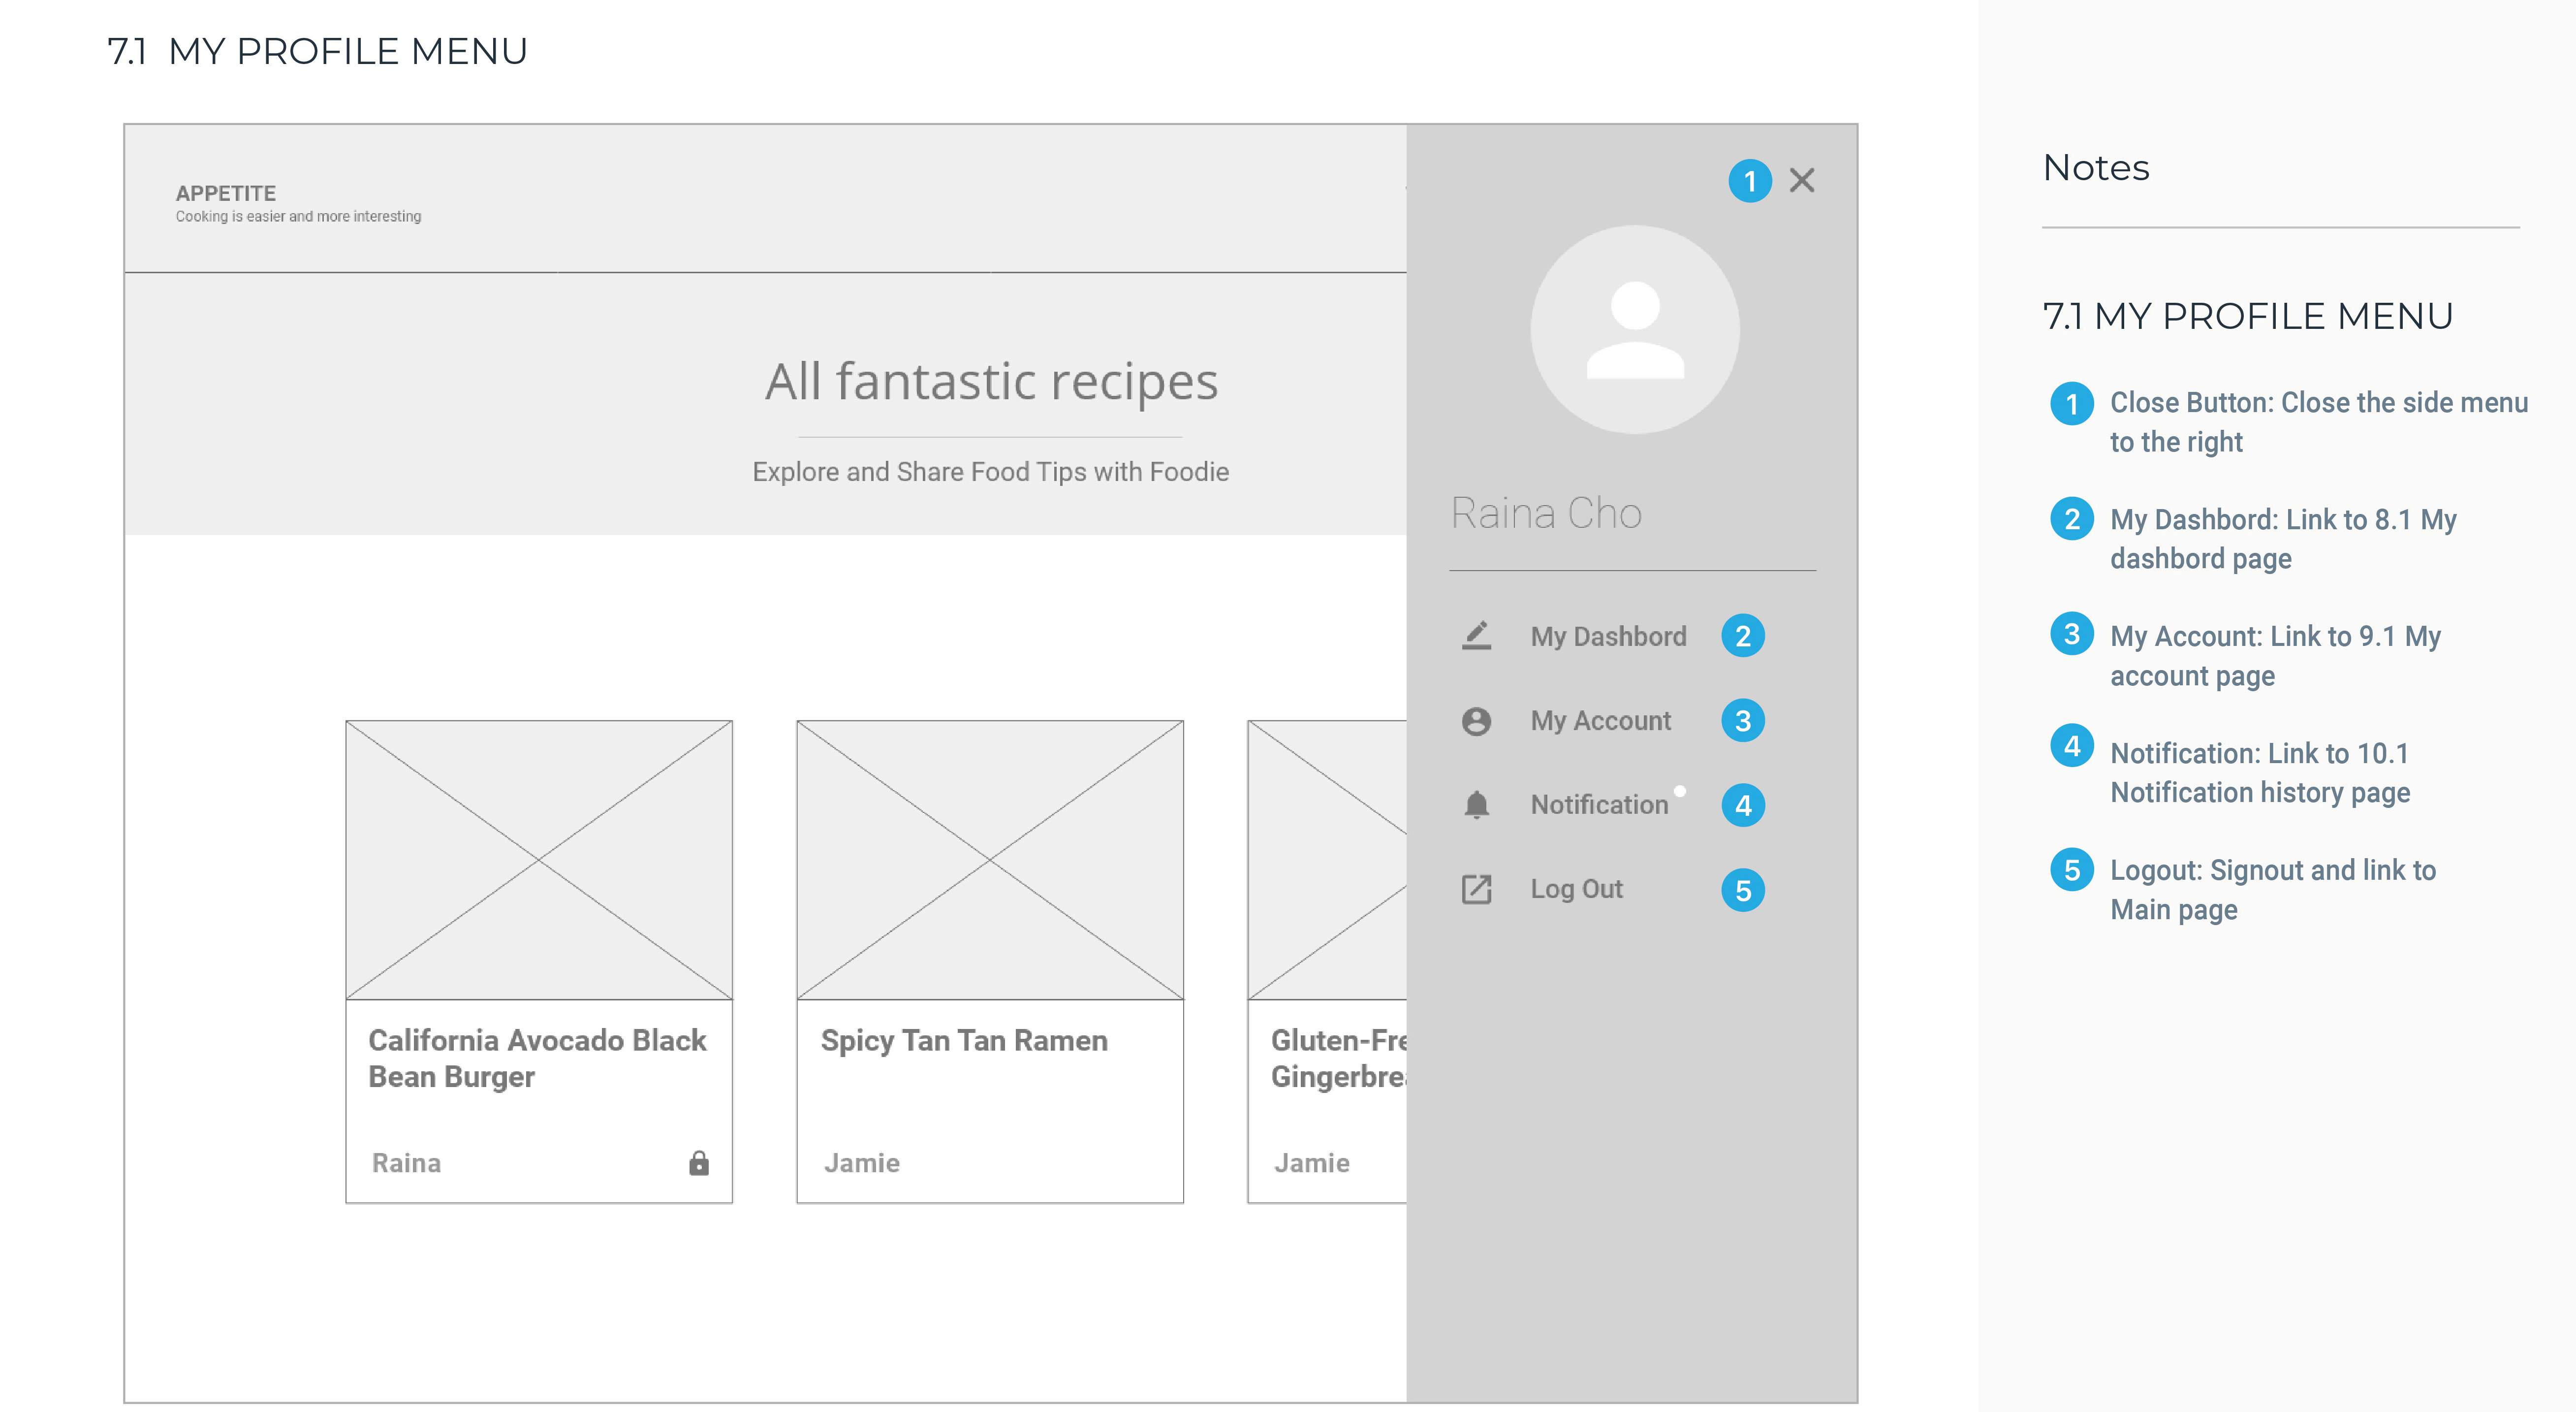 7.1 MY PROFILE MENU
APPETITE
Cooking is easier and more interesting
All fantastic recipes
Explore and Share Food Tips with Foodie
California Avocado Black
Bean Burger
Raina
Spicy Tan Tan Ramen
Jamie
Gluten-Fre
Gingerbre
Jamie
1
Raina Cho
My Dashbord 2
My Account 3
Notification 4
Log Out 5
Notes
7.1 MY PROFILE MENU
1 Close Button: Close the side menu
to the right
2 My Dashbord: Link to 8.1 My
dashbord page
3 My Account: Link to 9.1 My
account page
4 Notification: Link to 10.1
Notification history page
5 Logout: Signout and link to
Main page